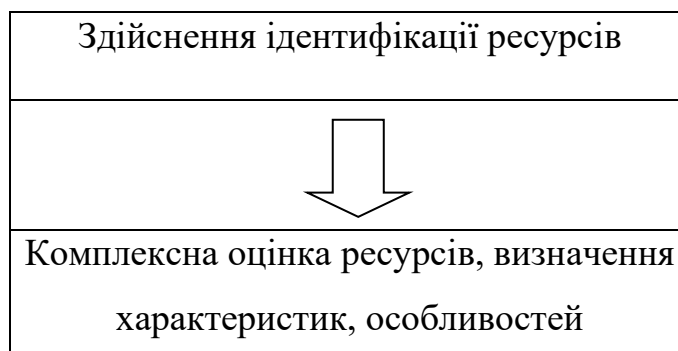 Здійснення ідентифікації ресурсів
Комплексна оцінка ресурсів, визначення
характеристик, особливостей